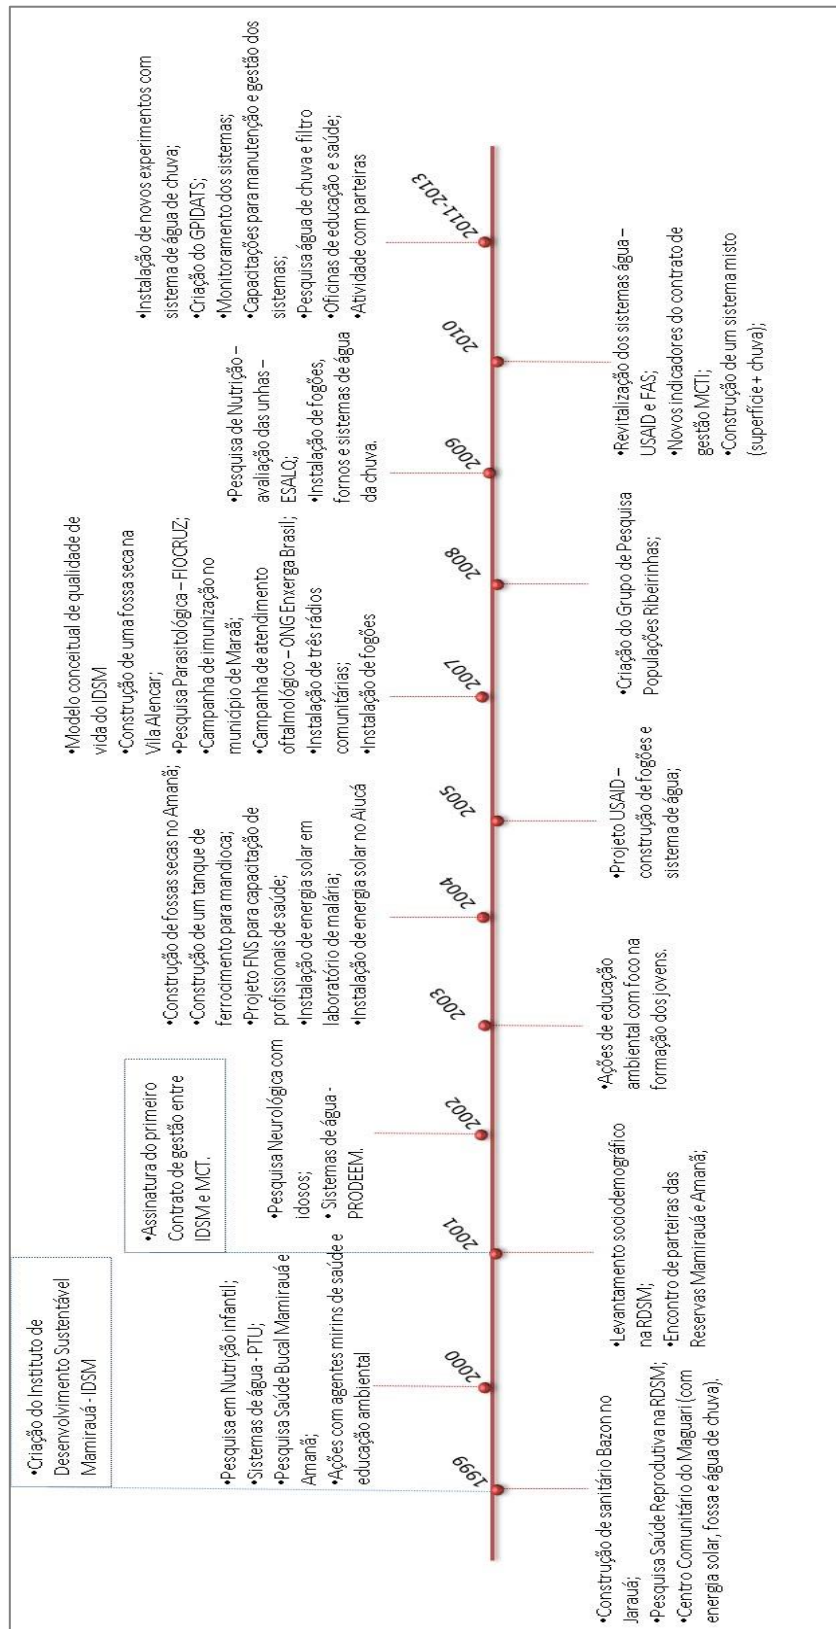 •Criação do Instituto de
Desenvolvimento Sustentável
Mamirauá - IDSM
•Assinatura do primeiro
Contrato de gestão entre
IDSM e MCT.
•Pesquisa em Nutrição infantil;
•Sistemas de água - PTU;
•Pesquisa Saúde Bucal Mamirauá e
Amanã;
•Ações com agentes mirins de saúde e
educação ambiental
•Pesquisa Neurológica com
idosos;
• Sistemas de água -
PRODEEM.
•Construção de fossas secas no Amanã;
•Construção de um tanque de
ferrocimento para mandioca;
•Projeto FNS para capacitação de
profissionais de saúde;
•Instalação de energia solar em
laboratório de malária;
•Instalação de energia solar no Aiucá
•Modelo conceitual de qualidade de
vida do IDSM
•Construção de uma fossa seca na
Vila Alencar;
•Pesquisa Parasitológica – FIOCRUZ;
•Campanha de imunização no
município de Maraã;
•Campanha de atendimento
oftalmológico – ONG Enxerga Brasil;
•Instalação de três rádios
comunitárias;
•Instalação de fogões
•Pesquisa de Nutrição –
avaliação das unhas –
ESALQ;
•Instalação de fogões,
fornos e sistemas de água
da chuva.
•Instalação de novos experimentos com
sistema de água de chuva;
•Criação do GPIDATS;
•Monitoramento dos sistemas;
•Capacitações para manutenção e gestão dos
sistemas;
•Pesquisa água de chuva e filtro
•Oficinas de educação e saúde;
•Atividade com parteiras
1999
2000
2001
2002
2003
2004
2005
2007
2008
2009
2010
2011-2013
•Construção de sanitário Bazon no
Jarauá;
•Pesquisa Saúde Reprodutiva na RDSM;
•Centro Comunitário do Maguari (com
energia solar, fossa e água de chuva).
•Levantamento sociodemográfico
na RDSM;
•Encontro de parteiras das
Reservas Mamirauá e Amanã;
•Ações de educação
ambiental com foco na
formação dos jovens.
•Projeto USAID –
construção de fogões e
sistema de água;
•Criação do Grupo de Pesquisa
Populações Ribeirinhas;
•Revitalização dos sistemas água –
USAID e FAS;
•Novos indicadores do contrato de
gestão MCTI;
•Construção de um sistema misto
(superfície + chuva);